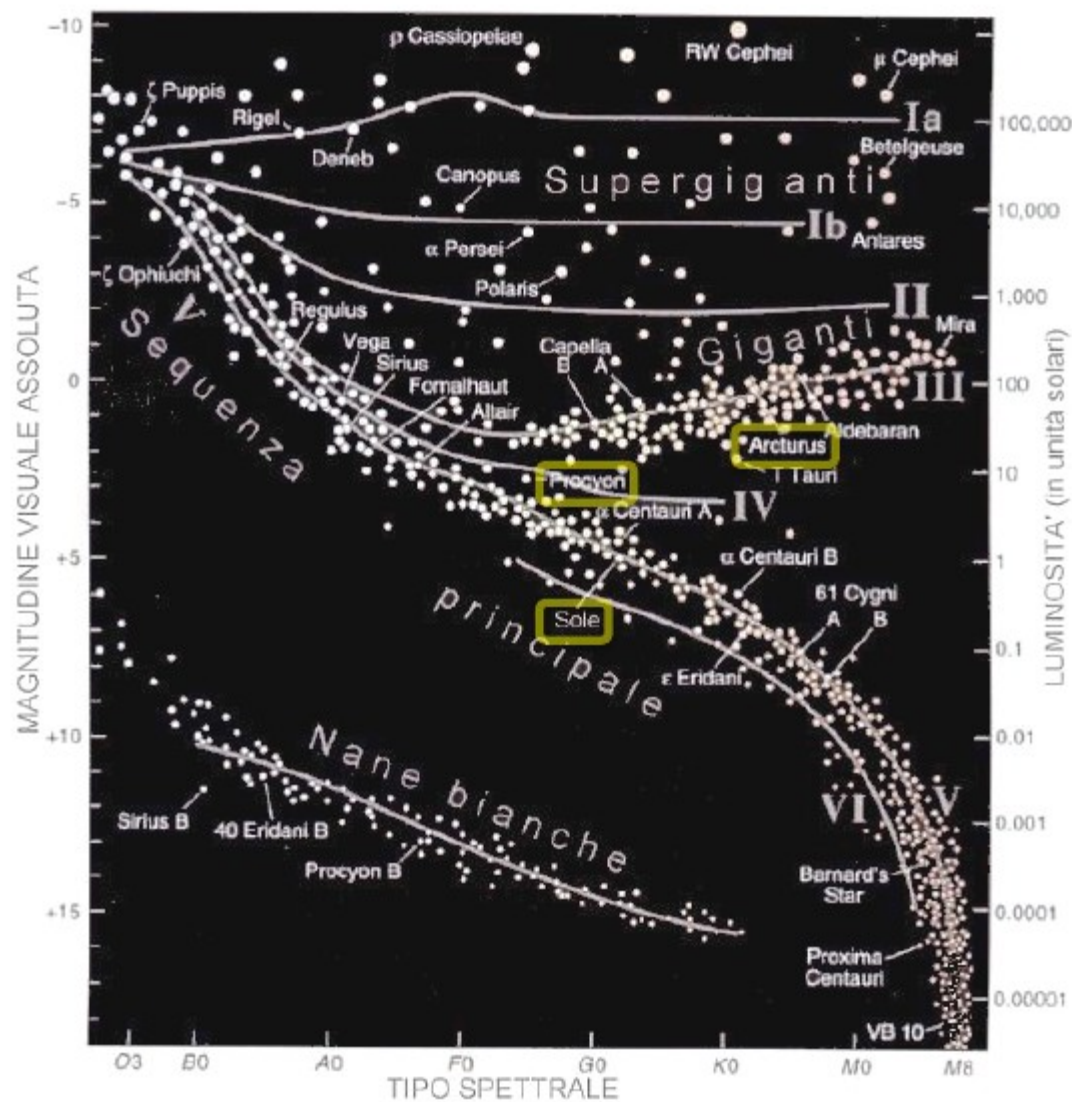 MAGNITUDINE VISUALE ASSOLUTA
-10
-5
0
+5
+10
+15
ρ Cassiopeiae
RW Cephei
μ Cephei
ζ Puppis
Rigel
Deneb
Ia
Betelgeuse
Canopus
Supergiganti
α Persei
Ib
Antares
ζ Ophiuchi
Polaris
II
V
Regulus
Sequenza
Vega
Sirius
Fomalhaut
Altair
Capella
B A
Giganti
Mira
III
Aldebaran
Arcturus
T Tauri
Procyon
IV
α Centauri A
α Centauri B
61 Cygni
A B
Sole
principale
ε Eridani
Nane bianche
Sirius B
40 Eridani B
Procyon B
VI
V
Barnard's
Star
Proxima
Centauri
VB 10
100,000
10,000
1,000
100
10
1
0.1
0.01
0.001
0.0001
0.00001
LUMINOSITA' (in unità solari)
O3 B0 A0 F0 G0 K0 M0 M8
TIPO SPETTRALE